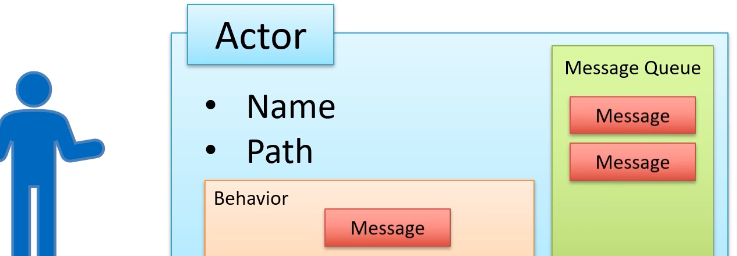 Actor
• Name
• Path
Behavior
Message
Message Queue
Message
Message